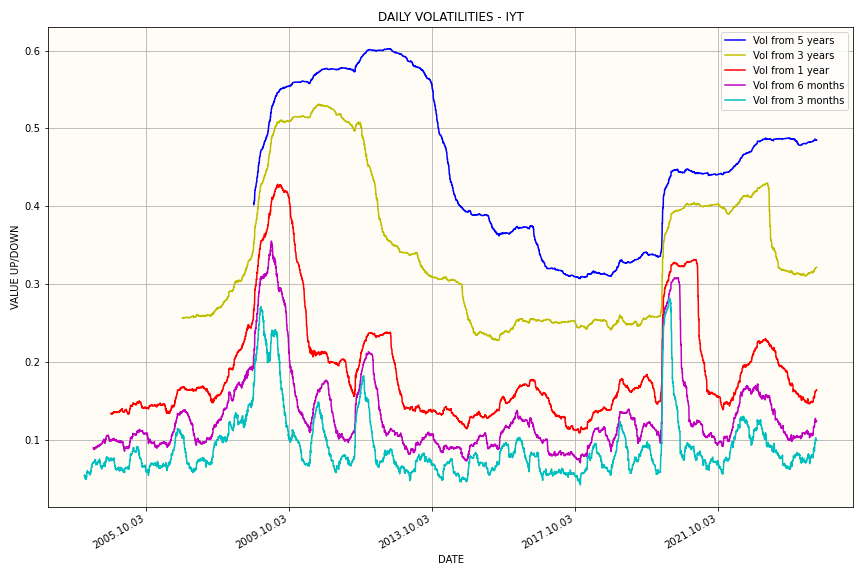 DAILY VOLATILITIES - IYT
Vol from 5 years
Vol from 3 years
Vol from 1 year
Vol from 6 months
Vol from 3 months
VALUE UP/DOWN
0.6
0.5
0.4
0.3
0.2
0.1
2005.10.03
2009.10.03
2013.10.03
2017.10.03
2021.10.03
DATE